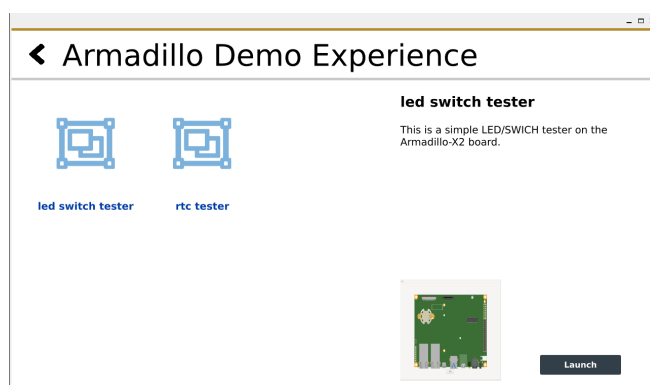 Armadillo Demo Experience
led switch tester
This is a simple LED/SWICH tester on the
Armadillo-X2 board.
led switch tester
rtc tester
Launch